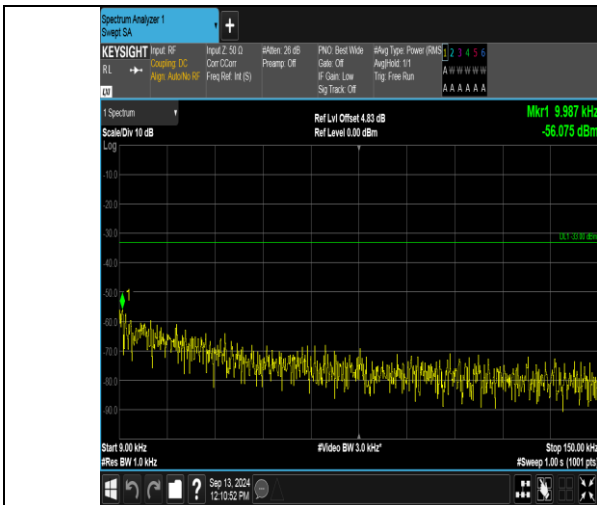 Spectrum Analyzer 1
Swept SA
+
KEYSIGHT Input: RF Input Z: 50 Ω #Atten: 26 dB PNO: Best Wide #Avg Type: Power (RMS 1 2 3 4 5 6
RL Coupling: DC Corr CCorr Preamp: Off Gate: Off Avg|Hold: 1/1 A W W W W W
Align: Auto/No RF Freq Ref: Int (S) IF Gain: Low Trig: Free Run
Sig Track: Off A A A A A A
LXI
1 Spectrum Ref Lvl Offset 4.83 dB Mkr1 9.987 kHz
Scale/Div 10 dB Ref Level 0.00 dBm -56.075 dBm
Log
-10.0
-20.0
-30.0
DL1 -33.00 dBm
-40.0
-50.0
1
-60.0
-70.0
-80.0
-90.0
Start 9.00 kHz #Video BW 3.0 kHz* Stop 150.00 kHz
#Res BW 1.0 kHz #Sweep 1.00 s (1001 pts)
? Sep 13, 2024
12:10:52 PM